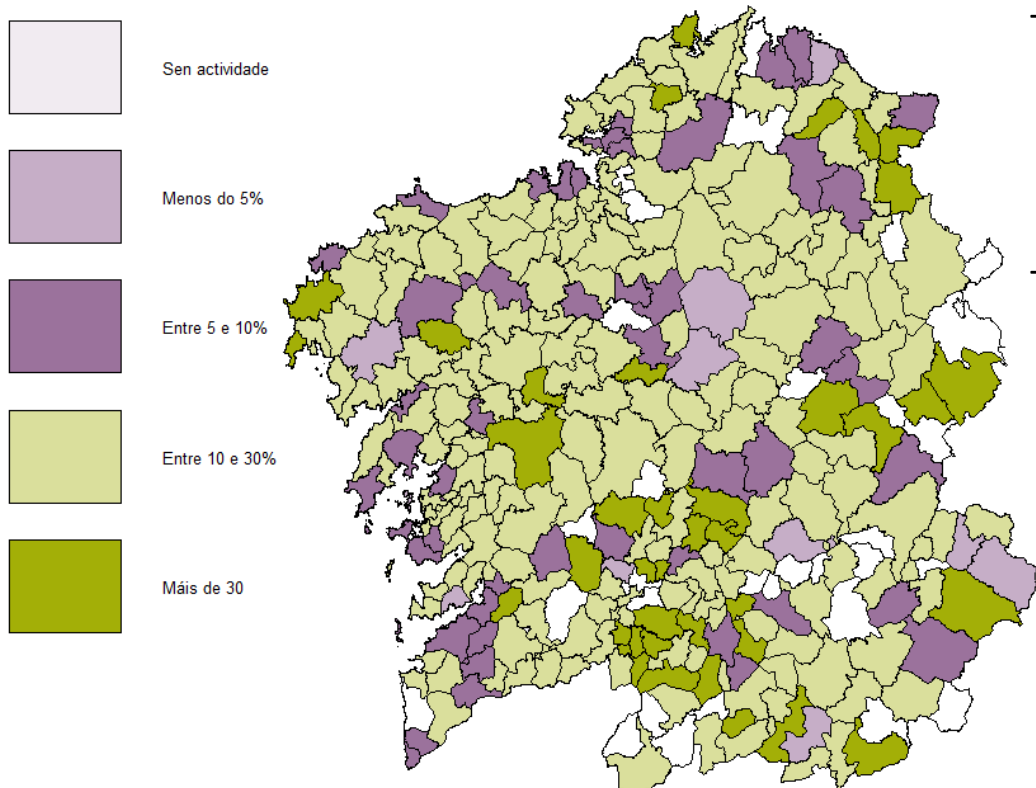 Sen actividade
Menos do 5%
Entre 5 e 10%
Entre 10 e 30%
Máis de 30